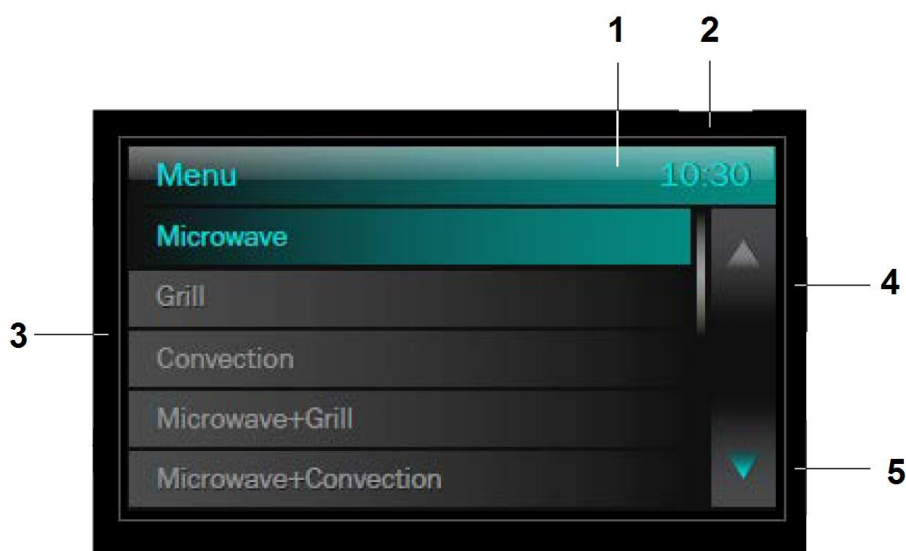 1 2
Menu 10:30
Microwave
Grill
4
3
Convection
Microwave+Grill
Microwave+Convection
5